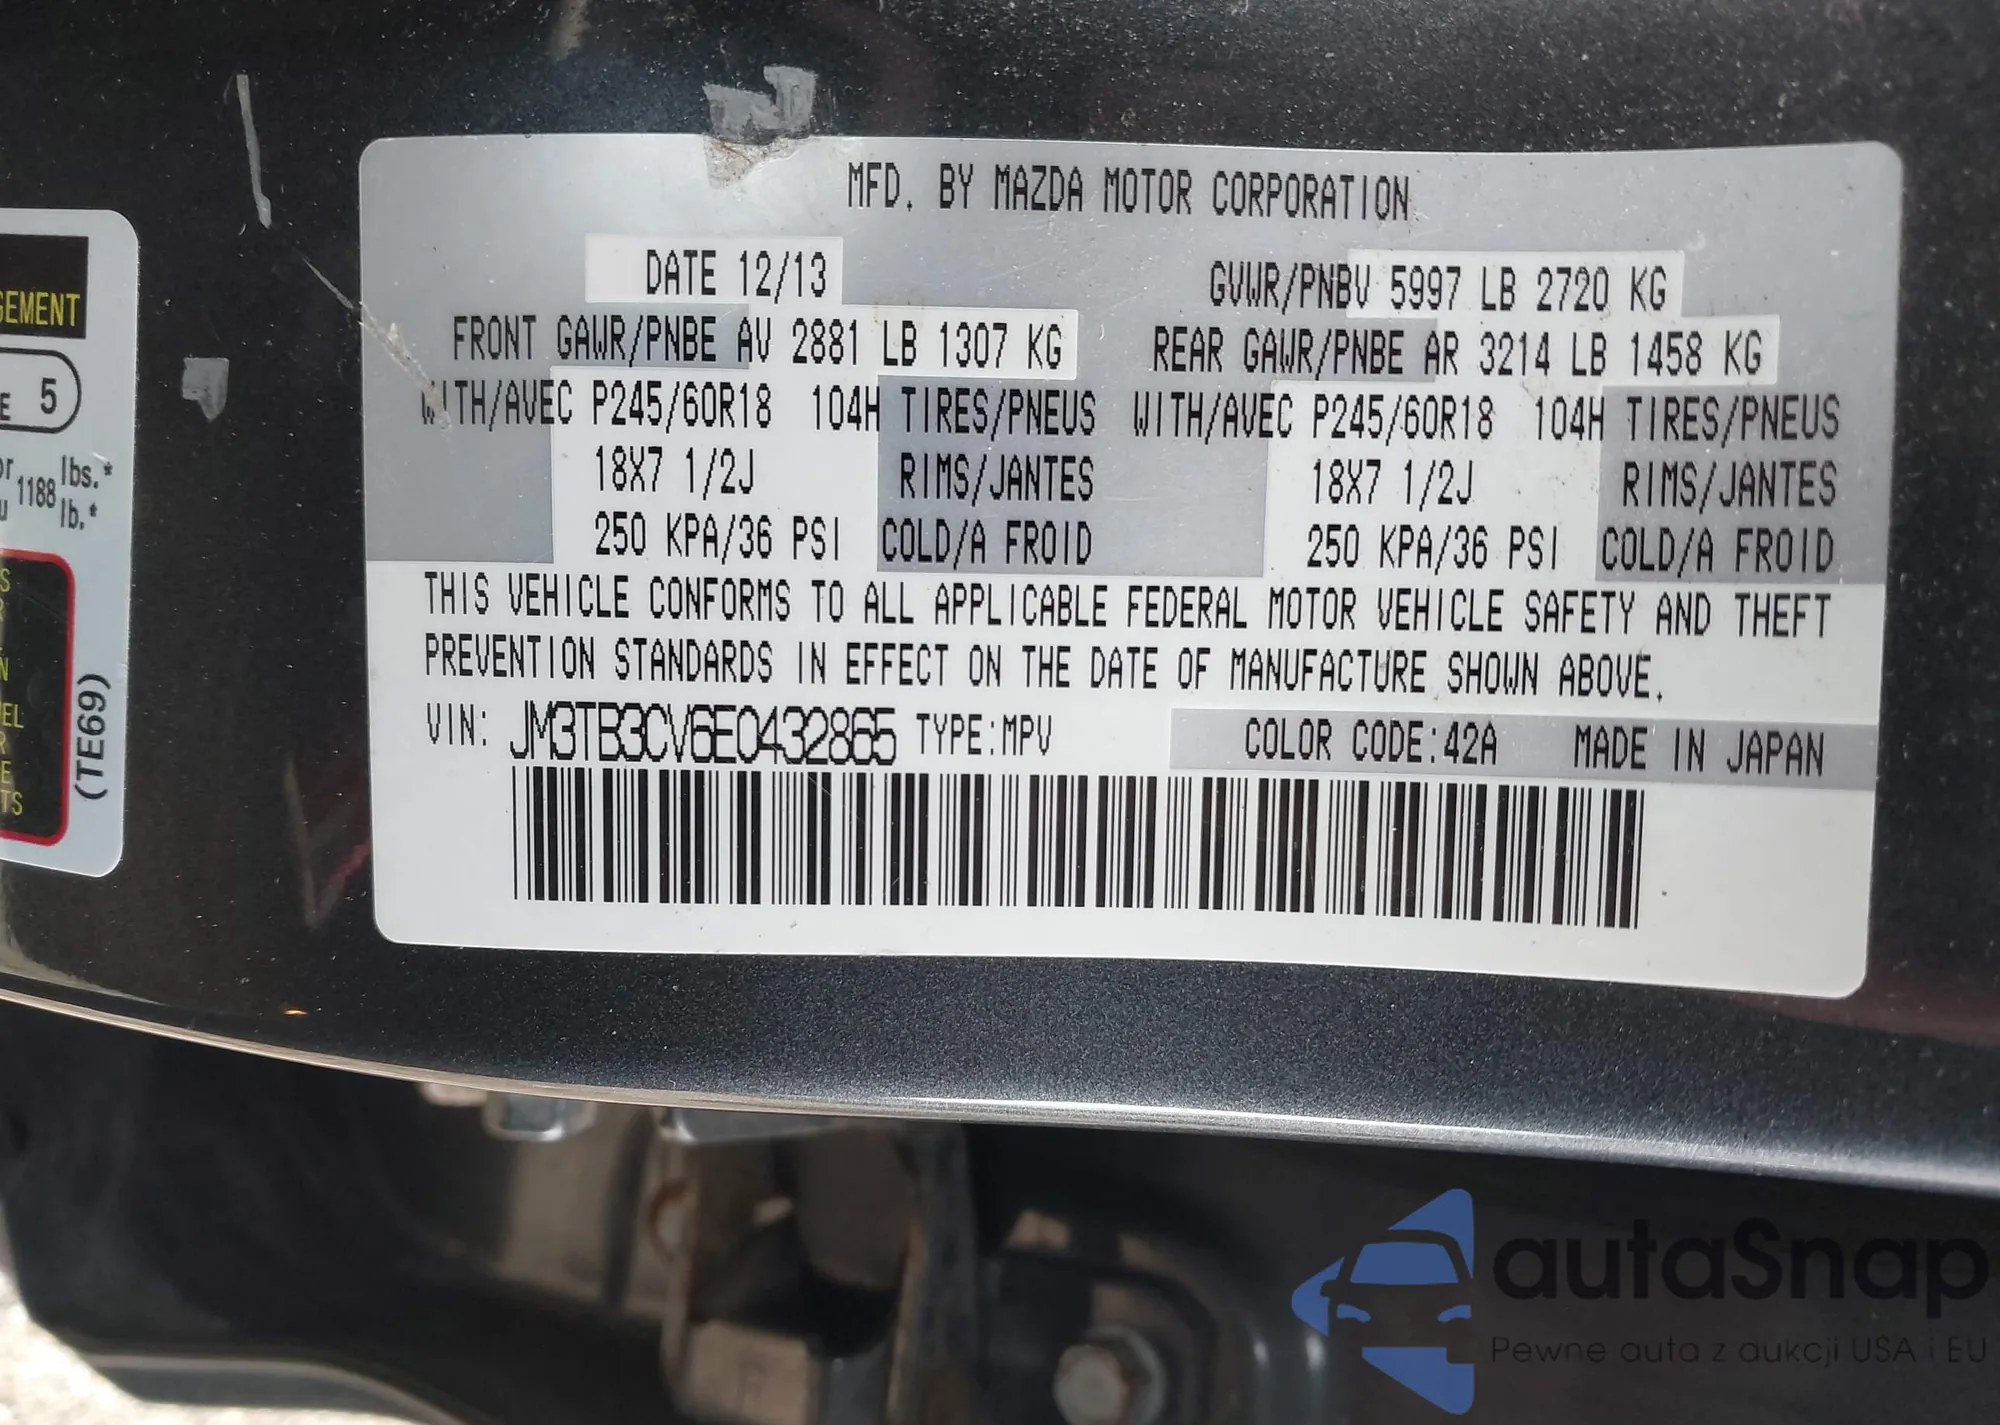 MFD. BY MAZDA MOTOR CORPORATION
DATE 12/13 GVWR/PNBV 5997 LB 2720 KG
FRONT GAWR/PNBE AV 2881 LB 1307 KG REAR GAWR/PNBE AR 3214 LB 1458 KG
WITH/AVEC P245/60R18 104H TIRES/PNEUS WITH/AVEC P245/60R18 104H TIRES/PNEUS
18X7 1/2J RIMS/JANTES 18X7 1/2J RIMS/JANTES
250 KPA/36 PSI COLD/A FROID 250 KPA/36 PSI COLD/A FROID
THIS VEHICLE CONFORMS TO ALL APPLICABLE FEDERAL MOTOR VEHICLE SAFETY AND THEFT
PREVENTION STANDARDS IN EFFECT ON THE DATE OF MANUFACTURE SHOWN ABOVE.
VIN: JM3TB3CV6E0432865 TYPE:MPV COLOR CODE:42A MADE IN JAPAN
GEMENT
E 5
or 1188 lbs.*
u lb.*
(TE69)
autaSnap
Pewne auta z aukcji USA i EU